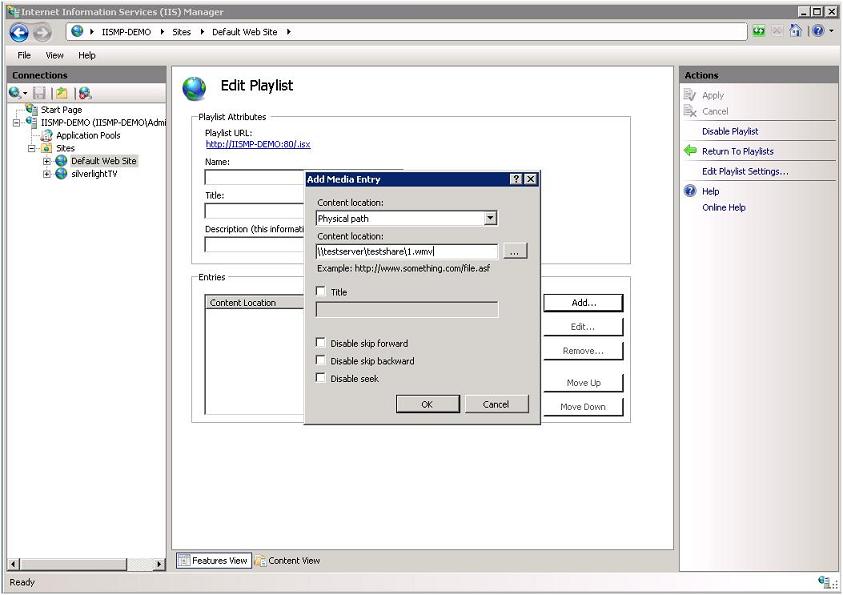 Internet Information Services (IIS) Manager
IISMP-DEMO Sites Default Web Site
File View Help
Connections
Start Page
IISMP-DEMO (IISMP-DEMO\Admi
Application Pools
Sites
Default Web Site
silverlightTV
Edit Playlist
Playlist Attributes
Playlist URL:
http://IISMP-DEMO:80/.isx
Name:
Title:
Description (this informati
Entries
Content Location
Add...
Edit...
Remove...
Move Up
Move Down
Add Media Entry
Content location:
Physical path
Content location:
\\testserver\testshare\1.wmv
...
Example: http://www.something.com/file.asf
Title
Disable skip forward
Disable skip backward
Disable seek
OK
Cancel
Actions
Apply
Cancel
Disable Playlist
Return To Playlists
Edit Playlist Settings...
Help
Online Help
Features View
Content View
Ready